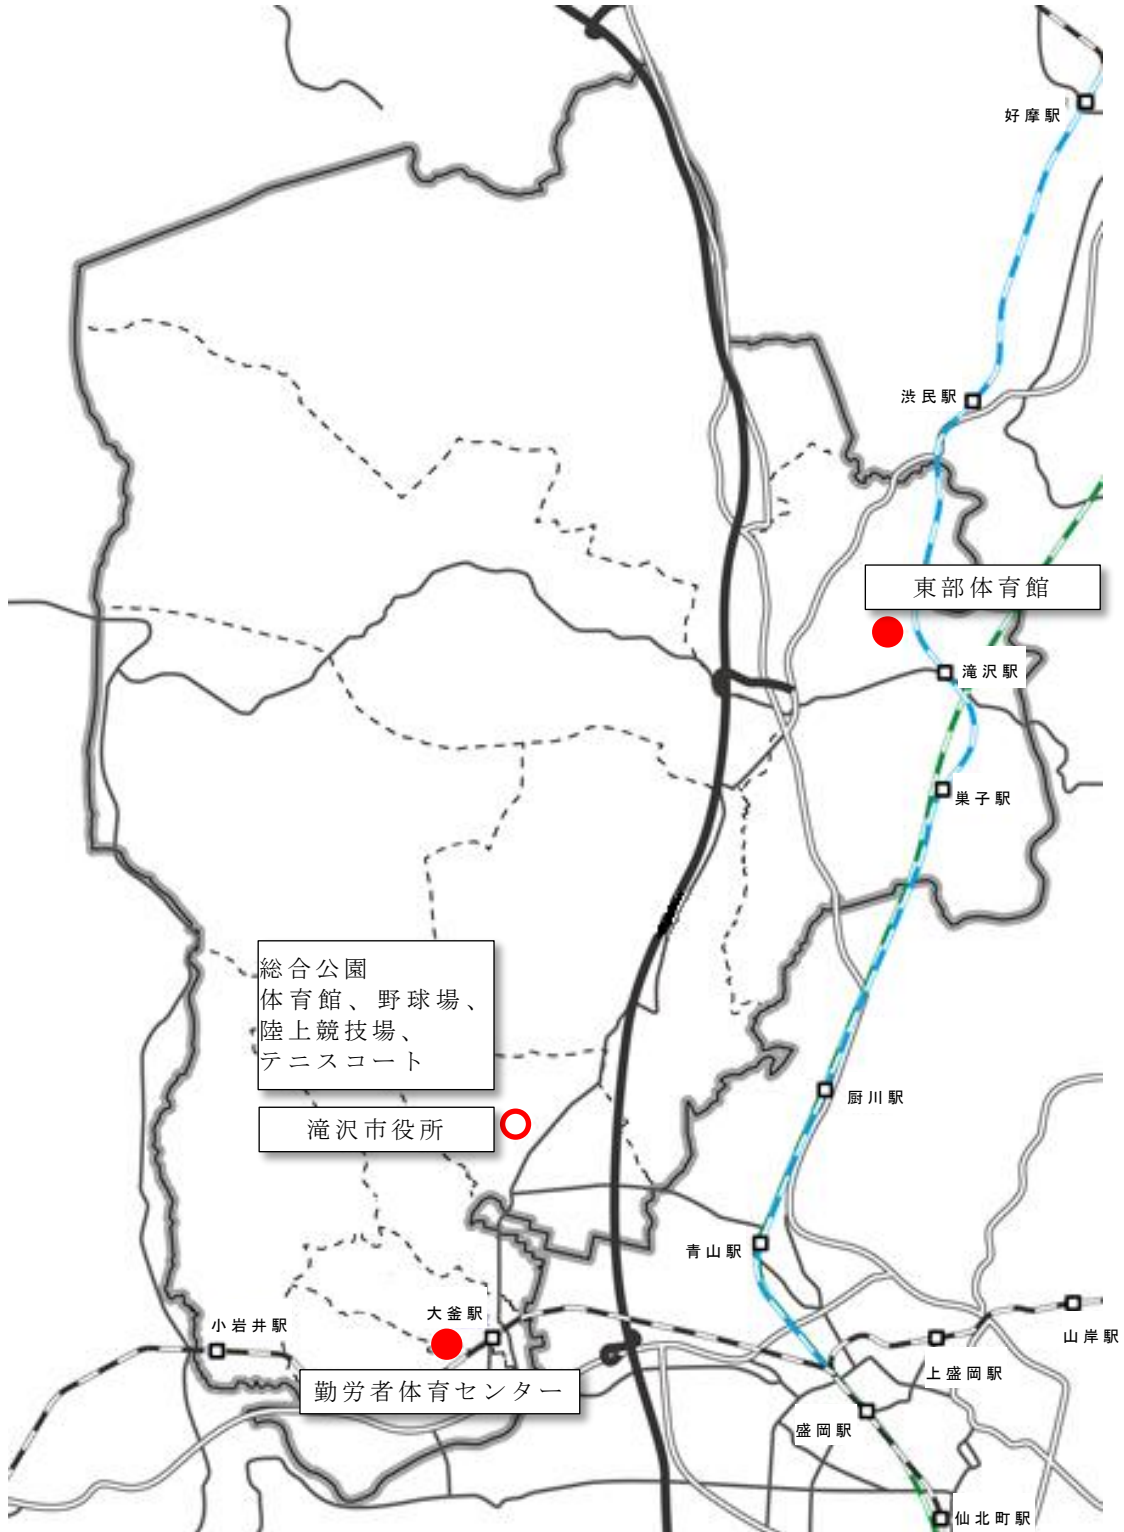 好摩駅
渋民駅
東部体育館
滝沢駅
巣子駅
総合公園
体育館、野球場、
陸上競技場、
テニスコート
滝沢市役所
厨川駅
青山駅
大釜駅
小岩井駅
山岸駅
上盛岡駅
勤労者体育センター
盛岡駅
仙北町駅